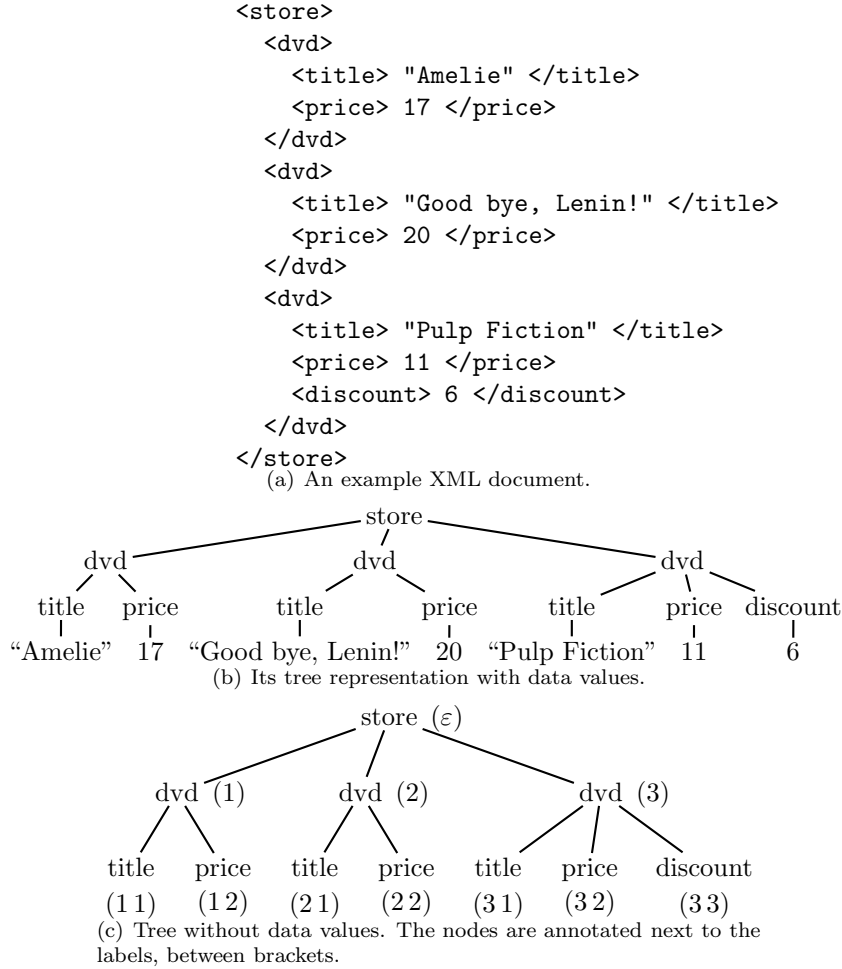 <store>
<dvd>
<title> "Amelie" </title>
<price> 17 </price>
</dvd>
<dvd>
<title> "Good bye, Lenin!" </title>
<price> 20 </price>
</dvd>
<dvd>
<title> "Pulp Fiction" </title>
<price> 11 </price>
<discount> 6 </discount>
</dvd>
</store>
(a) An example XML document.
store
dvd dvd dvd
title price title price title price discount
“Amelie” 17 “Good bye, Lenin!” 20 “Pulp Fiction” 11 6
(b) Its tree representation with data values.
store (ε)
dvd (1) dvd (2) dvd (3)
title price title price title price discount
(1 1) (1 2) (2 1) (2 2) (3 1) (3 2) (3 3)
(c) Tree without data values. The nodes are annotated next to the
labels, between brackets.